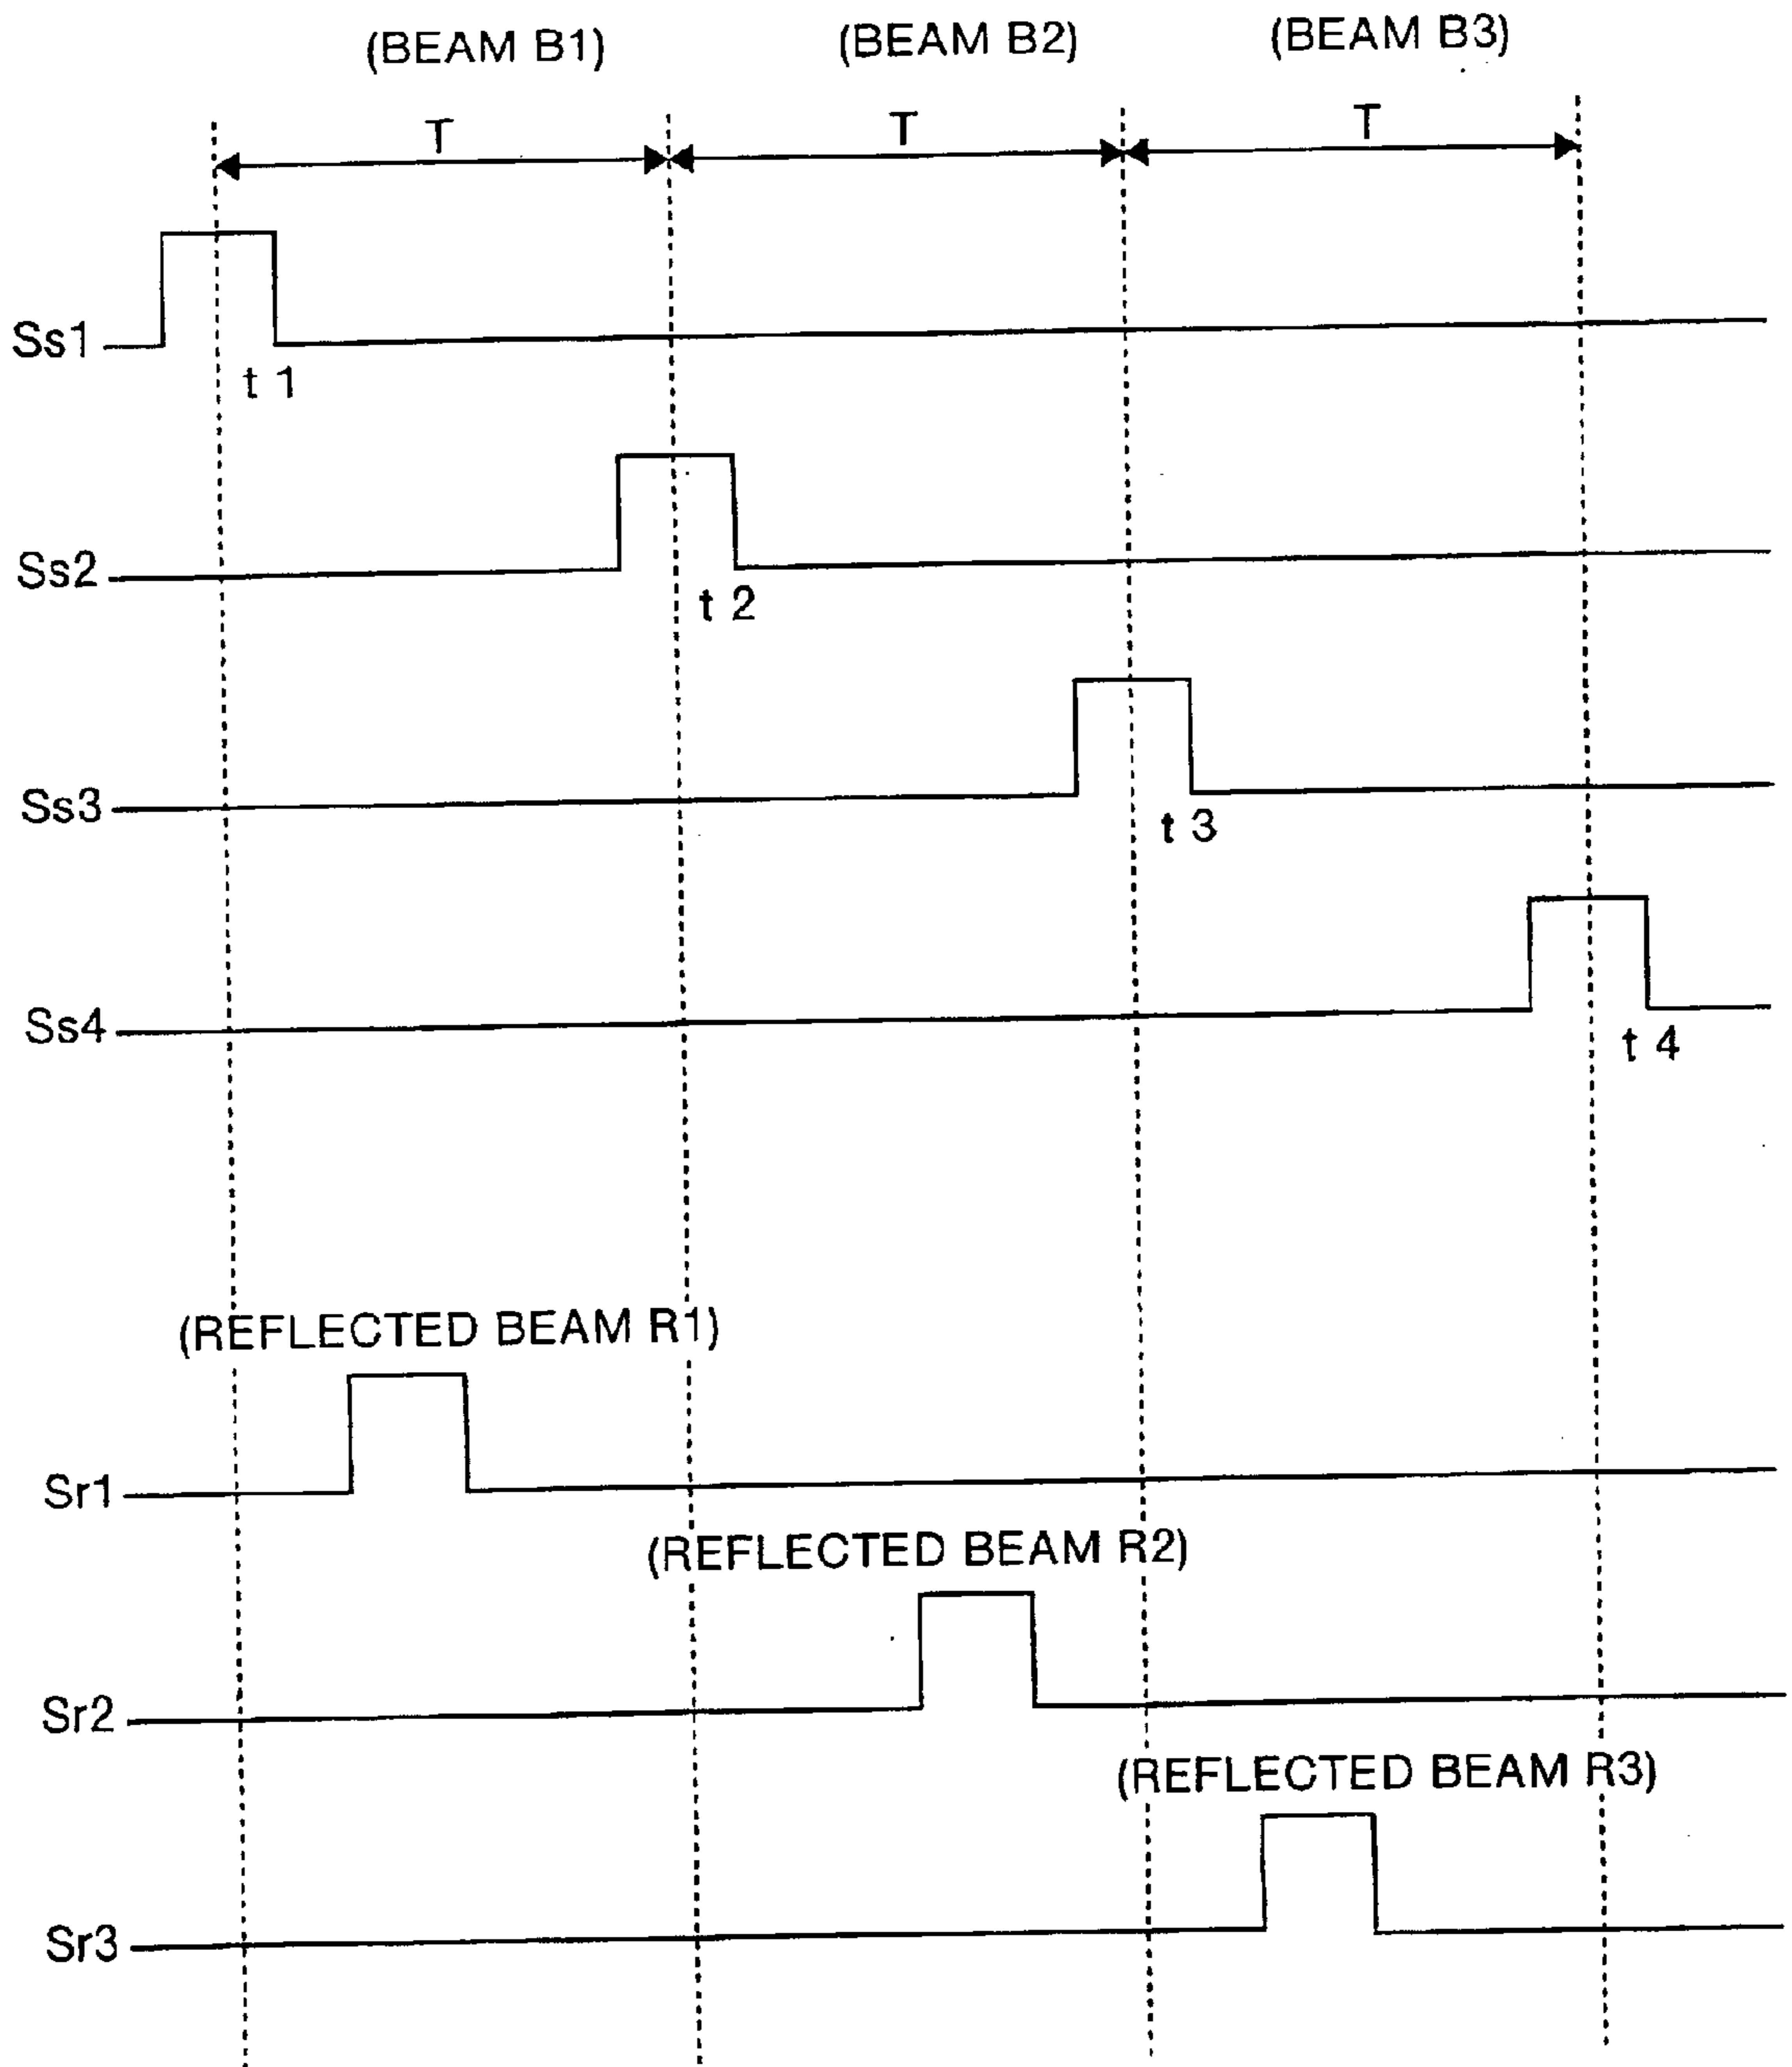 (BEAM B1) (BEAM B2) (BEAM B3)
T T T
Ss1
t 1
Ss2
t 2
Ss3
t 3
Ss4
t 4
(REFLECTED BEAM R1)
Sr1
(REFLECTED BEAM R2)
Sr2
(REFLECTED BEAM R3)
Sr3